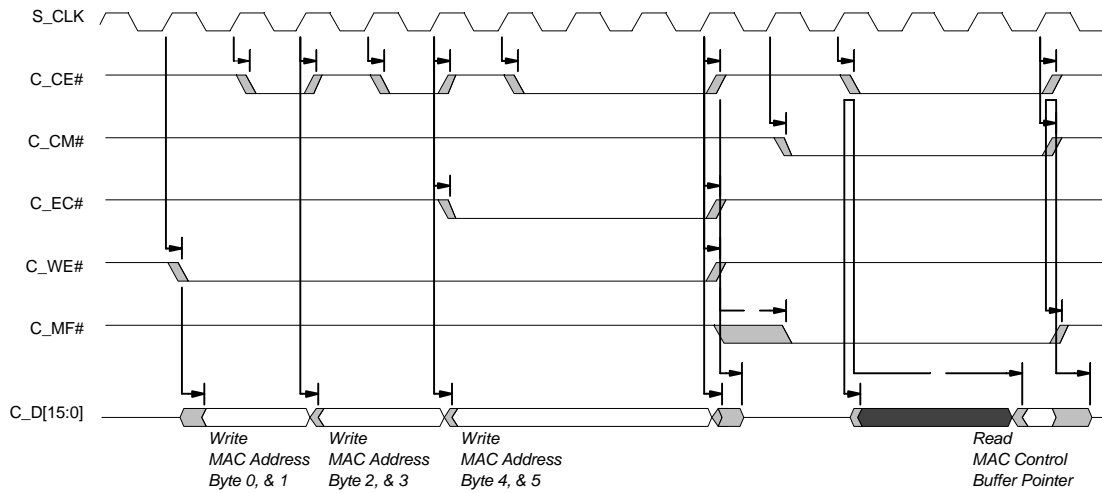 S_CLK
C_CE#
C_CM#
C_EC#
C_WE#
C_MF#
C_D[15:0]
Write
MAC Address
Byte 0, & 1
Write
MAC Address
Byte 2, & 3
Write
MAC Address
Byte 4, & 5
Read
MAC Control
Buffer Pointer